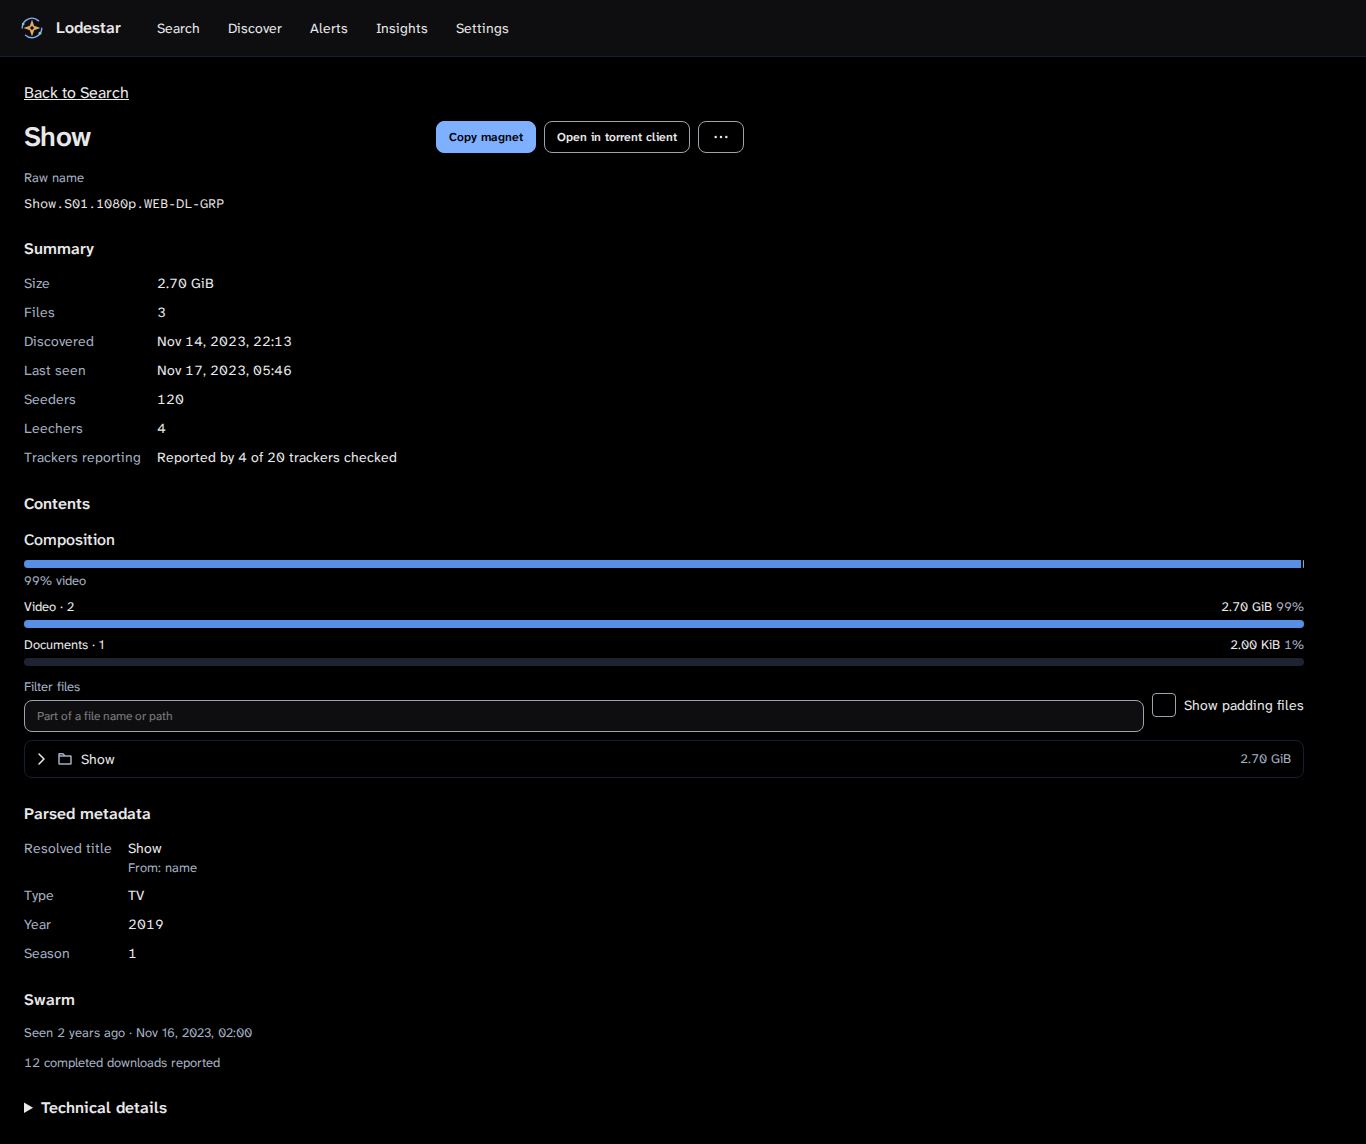 Lodestar Search Discover Alerts Insights Settings
Back to Search
Show Copy magnet Open in torrent client ···
Raw name
Show.S01.1080p.WEB-DL-GRP
Summary
Size 2.70 GiB
Files 3
Discovered Nov 14, 2023, 22:13
Last seen Nov 17, 2023, 05:46
Seeders 120
Leechers 4
Trackers reporting Reported by 4 of 20 trackers checked
Contents
Composition
99% video
Video · 2 2.70 GiB 99%
Documents · 1 2.00 KiB 1%
Filter files
Part of a file name or path Show padding files
Show 2.70 GiB
Parsed metadata
Resolved title Show
From: name
Type TV
Year 2019
Season 1
Swarm
Seen 2 years ago · Nov 16, 2023, 02:00
12 completed downloads reported
Technical details